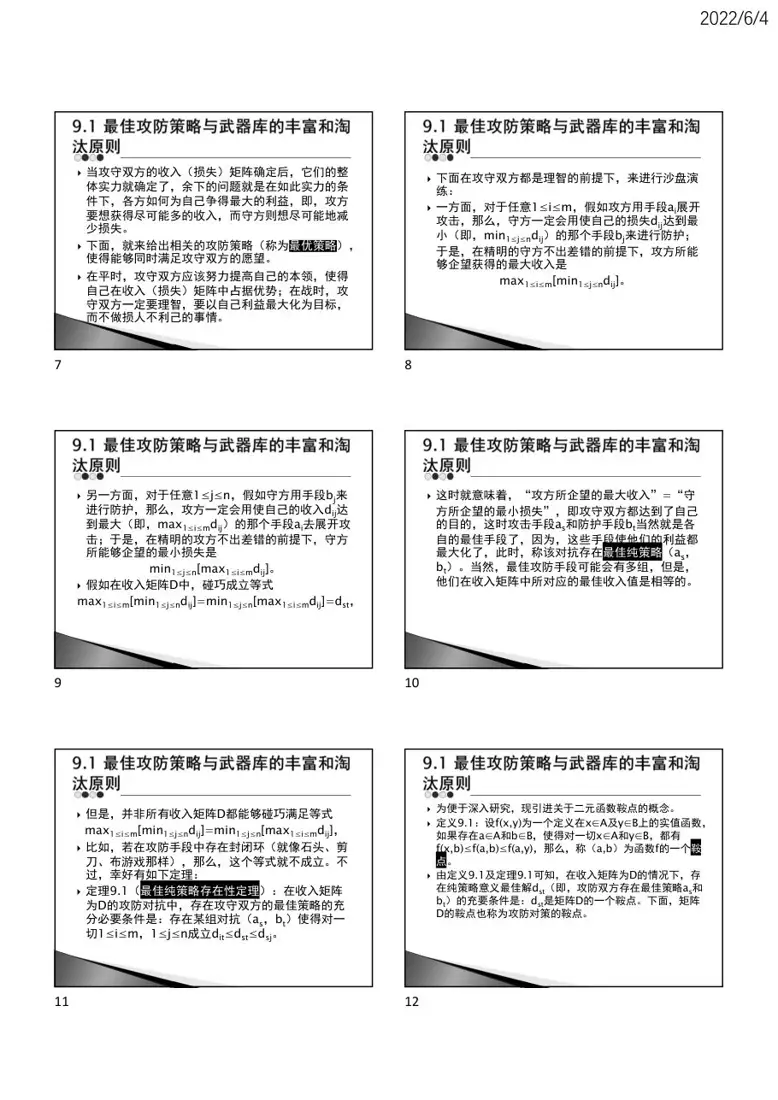 2022/6/4
9.1 最佳攻防策略与武器库的丰富和淘
汰原则
当攻守双方的收入（损失）矩阵确定后，它们的整
体实力就确定了，余下的问题就是在如此实力的条
件下，各方如何为自己争得最大的利益，即，攻方
要想获得尽可能多的收入，而守方则想尽可能地减
少损失。
下面，就来给出相关的攻防策略（称为最优策略），
使得能够同时满足攻守双方的愿望。
在平时，攻守双方应该努力提高自己的本领，使得
自己在收入（损失）矩阵中占据优势；在战时，攻
守双方一定要理智，要以自己利益最大化为目标，
而不做损人不利己的事情。
7
9.1 最佳攻防策略与武器库的丰富和淘
汰原则
下面在攻守双方都是理智的前提下，来进行沙盘演
练：
一方面，对于任意1≤i≤m，假如攻方用手段aᵢ展开
攻击，那么，守方一定会用使自己的损失dᵢⱼ达到最
小（即，min₁≤ⱼ≤ₙdᵢⱼ）的那个手段bⱼ来进行防护；
于是，在精明的守方不出差错的前提下，攻方所能
够企望获得的最大收入是
max₁≤ᵢ≤ₘ[min₁≤ⱼ≤ₙdᵢⱼ]。
8
9.1 最佳攻防策略与武器库的丰富和淘
汰原则
另一方面，对于任意1≤j≤n，假如守方用手段bⱼ来
进行防护，那么，攻方一定会用使自己的收入dᵢⱼ达
到最大（即，max₁≤ᵢ≤ₘdᵢⱼ）的那个手段aᵢ去展开攻
击；于是，在精明的攻方不出差错的前提下，守方
所能够企望的最小损失是
min₁≤ⱼ≤ₙ[max₁≤ᵢ≤ₘdᵢⱼ]。
假如在收入矩阵D中，碰巧成立等式
max₁≤ᵢ≤ₘ[min₁≤ⱼ≤ₙdᵢⱼ]=min₁≤ⱼ≤ₙ[max₁≤ᵢ≤ₘdᵢⱼ]=dₛₜ，
9
9.1 最佳攻防策略与武器库的丰富和淘
汰原则
这时就意味着，“攻方所企望的最大收入”=“守
方所企望的最小损失”，即攻守双方都达到了自己
的目的，这时攻击手段aₛ和防护手段bₜ当然就是各
自的最佳手段了，因为，这些手段使他们的利益都
最大化了，此时，称该对抗存在最佳纯策略（aₛ，
bₜ）。当然，最佳攻防手段可能会有多组，但是，
他们在收入矩阵中所对应的最佳收入值是相等的。
10
9.1 最佳攻防策略与武器库的丰富和淘
汰原则
但是，并非所有收入矩阵D都能够碰巧满足等式
max₁≤ᵢ≤ₘ[min₁≤ⱼ≤ₙdᵢⱼ]=min₁≤ⱼ≤ₙ[max₁≤ᵢ≤ₘdᵢⱼ]，
比如，若在攻防手段中存在封闭环（就像石头、剪
刀、布游戏那样），那么，这个等式就不成立。不
过，幸好有如下定理：
定理9.1（最佳纯策略存在性定理）：在收入矩阵
为D的攻防对抗中，存在攻守双方的最佳策略的充
分必要条件是：存在某组对抗（aₛ，bₜ）使得对一
切1≤i≤m，1≤j≤n成立dᵢₜ≤dₛₜ≤dₛⱼ。
11
9.1 最佳攻防策略与武器库的丰富和淘
汰原则
为便于深入研究，现引进关于二元函数鞍点的概念。
定义9.1：设f(x,y)为一个定义在x∈A及y∈B上的实值函数，
如果存在a∈A和b∈B，使得对一切x∈A和y∈B，都有
f(x,b)≤f(a,b)≤f(a,y)，那么，称（a,b）为函数f的一个鞍
点。
由定义9.1及定理9.1可知，在收入矩阵为D的情况下，存
在纯策略意义最佳解dₛₜ（即，攻防双方存在最佳策略aₛ和
bₜ）的充要条件是：dₛₜ是矩阵D的一个鞍点。下面，矩阵
D的鞍点也称为攻防对策的鞍点。
12